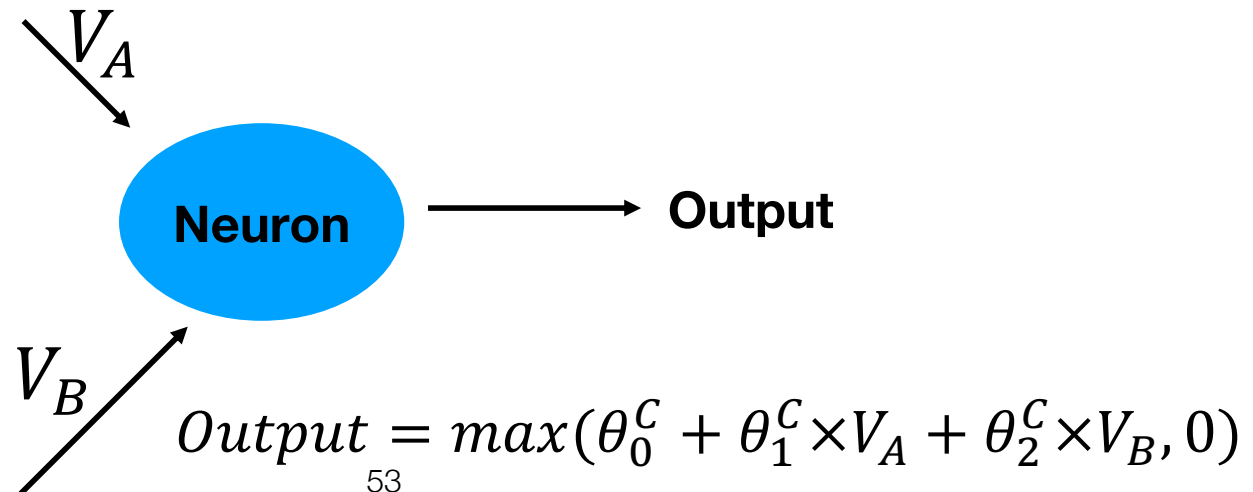 V_A
Neuron
Output
V_B
Output = max(θ_0^C + θ_1^C × V_A + θ_2^C × V_B, 0)
53